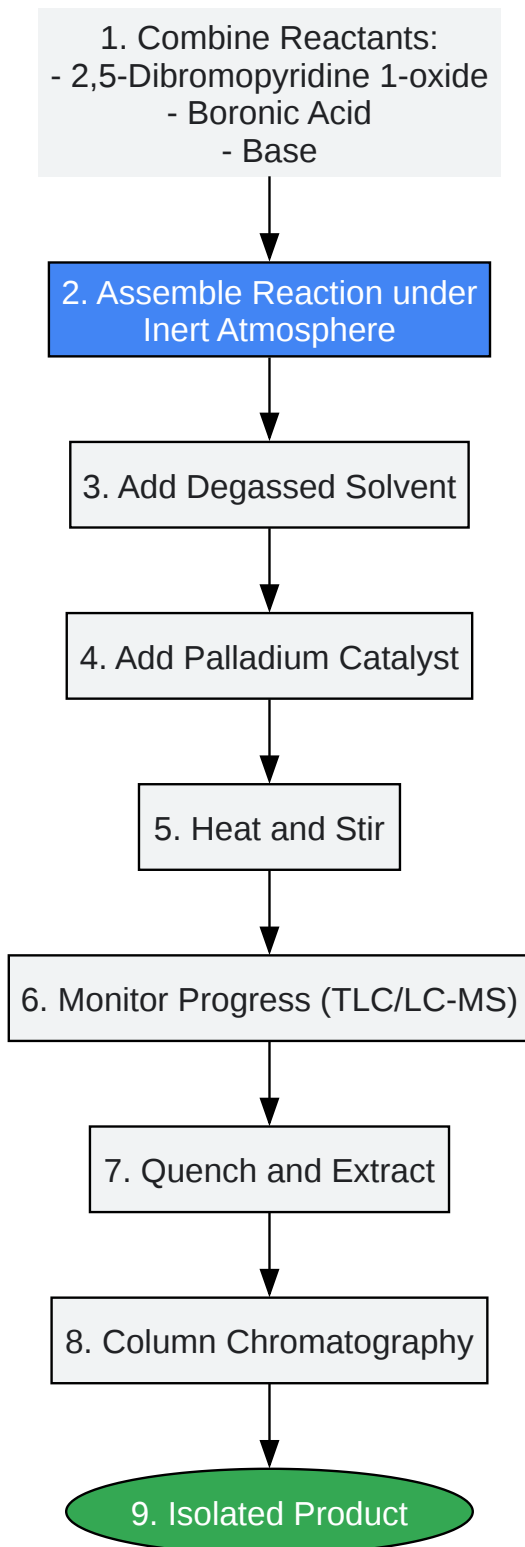 1. Combine Reactants:
- 2,5-Dibromopyridine 1-oxide
- Boronic Acid
- Base
2. Assemble Reaction under
Inert Atmosphere
3. Add Degassed Solvent
4. Add Palladium Catalyst
5. Heat and Stir
6. Monitor Progress (TLC/LC-MS)
7. Quench and Extract
8. Column Chromatography
9. Isolated Product